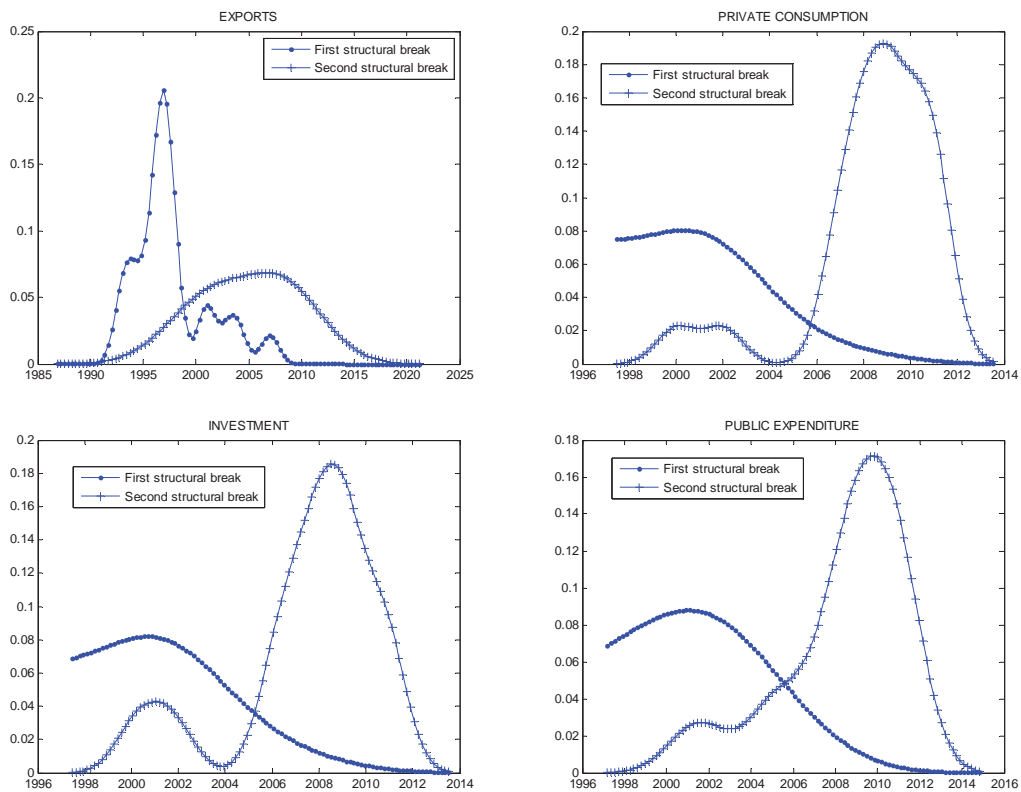 EXPORTS
0.25
0.2
0.15
0.1
0.05
0
1985 1990 1995 2000 2005 2010 2015 2020 2025
First structural break
Second structural break
PRIVATE CONSUMPTION
0.2
0.18
0.16
0.14
0.12
0.1
0.08
0.06
0.04
0.02
0
1996 1998 2000 2002 2004 2006 2008 2010 2012 2014
First structural break
Second structural break
INVESTMENT
0.2
0.18
0.16
0.14
0.12
0.1
0.08
0.06
0.04
0.02
0
1996 1998 2000 2002 2004 2006 2008 2010 2012 2014
First structural break
Second structural break
PUBLIC EXPENDITURE
0.18
0.16
0.14
0.12
0.1
0.08
0.06
0.04
0.02
0
1996 1998 2000 2002 2004 2006 2008 2010 2012 2014 2016
First structural break
Second structural break